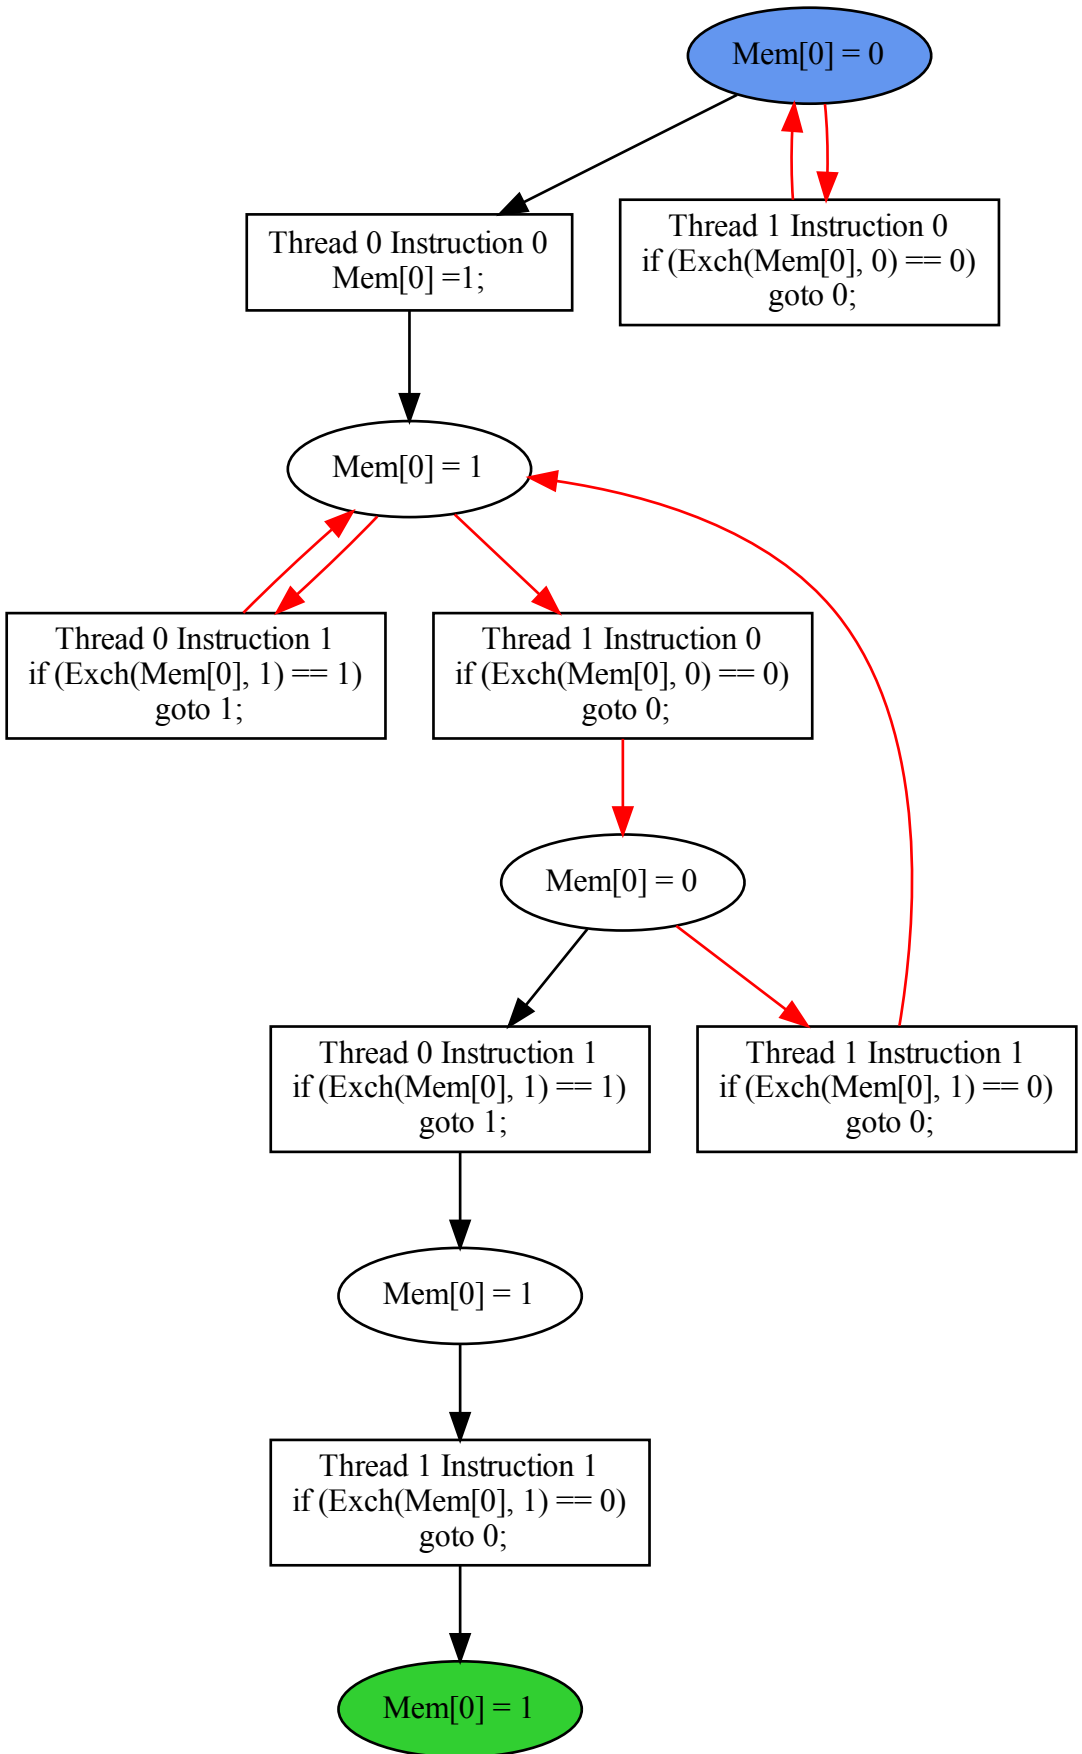 Mem[0] = 0
Thread 0 Instruction 0
Mem[0] =1;
Thread 1 Instruction 0
if (Exch(Mem[0], 0) == 0)
goto 0;
Mem[0] = 1
Thread 0 Instruction 1
if (Exch(Mem[0], 1) == 1)
goto 1;
Thread 1 Instruction 0
if (Exch(Mem[0], 0) == 0)
goto 0;
Mem[0] = 0
Thread 0 Instruction 1
if (Exch(Mem[0], 1) == 1)
goto 1;
Thread 1 Instruction 1
if (Exch(Mem[0], 1) == 0)
goto 0;
Mem[0] = 1
Thread 1 Instruction 1
if (Exch(Mem[0], 1) == 0)
goto 0;
Mem[0] = 1